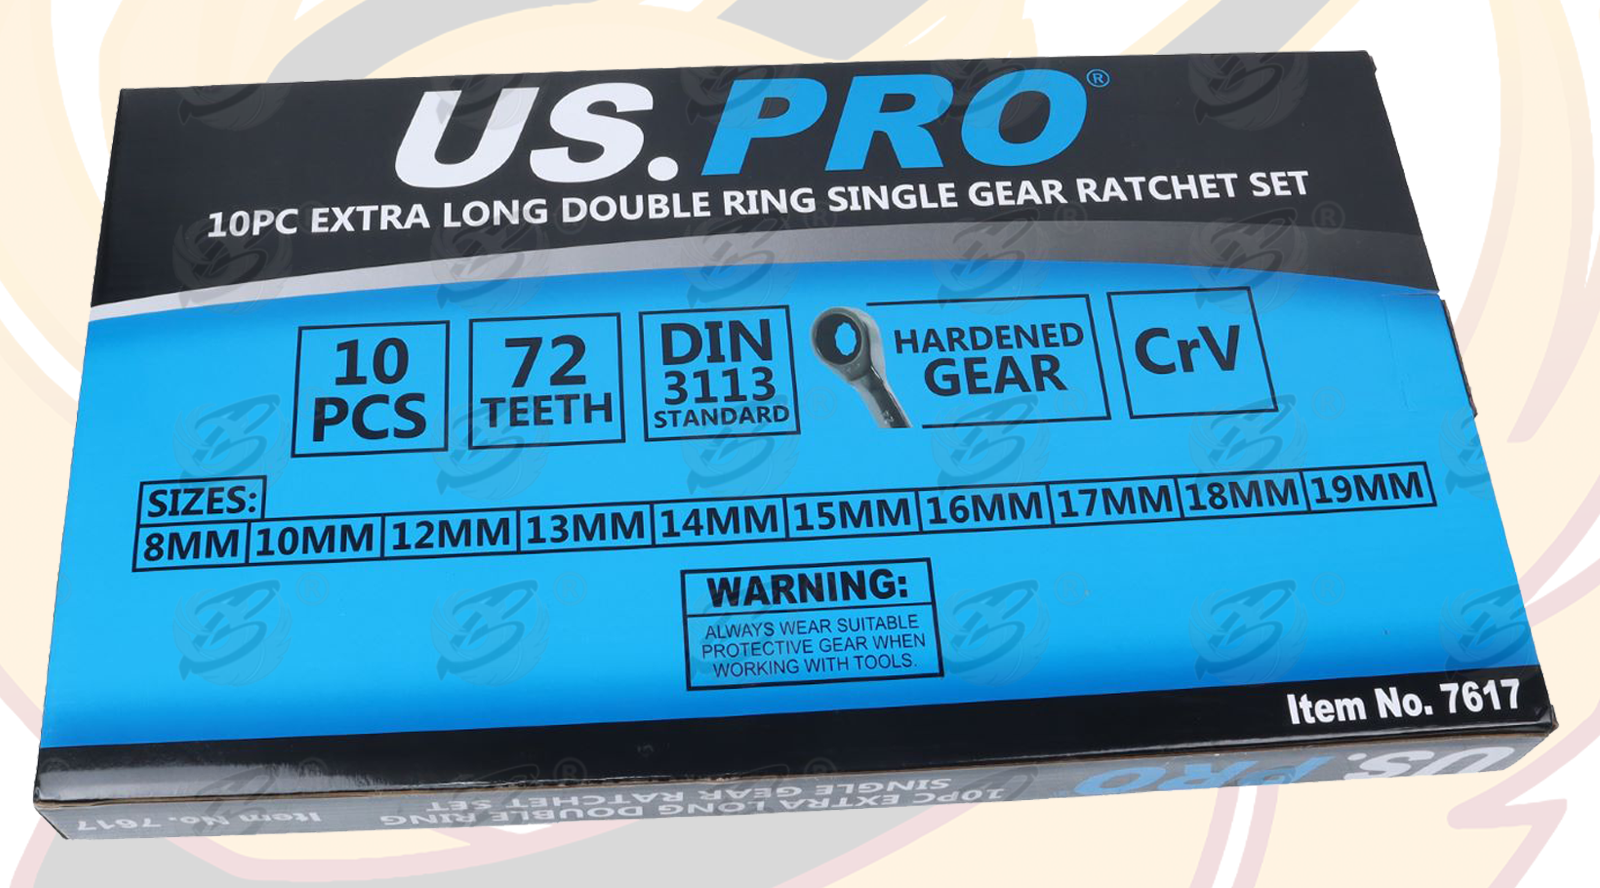 US.PRO®
10PC EXTRA LONG DOUBLE RING SINGLE GEAR RATCHET SET
10
PCS
72
TEETH
DIN
3113
STANDARD
HARDENED
GEAR
CrV
SIZES:
8MM 10MM 12MM 13MM 14MM 15MM 16MM 17MM 18MM 19MM
WARNING:
ALWAYS WEAR SUITABLE
PROTECTIVE GEAR WHEN
WORKING WITH TOOLS.
Item No. 7617
US.PRO®
10PC EXTRA LONG DOUBLE RING
SINGLE GEAR RATCHET SET
Item No. 7617